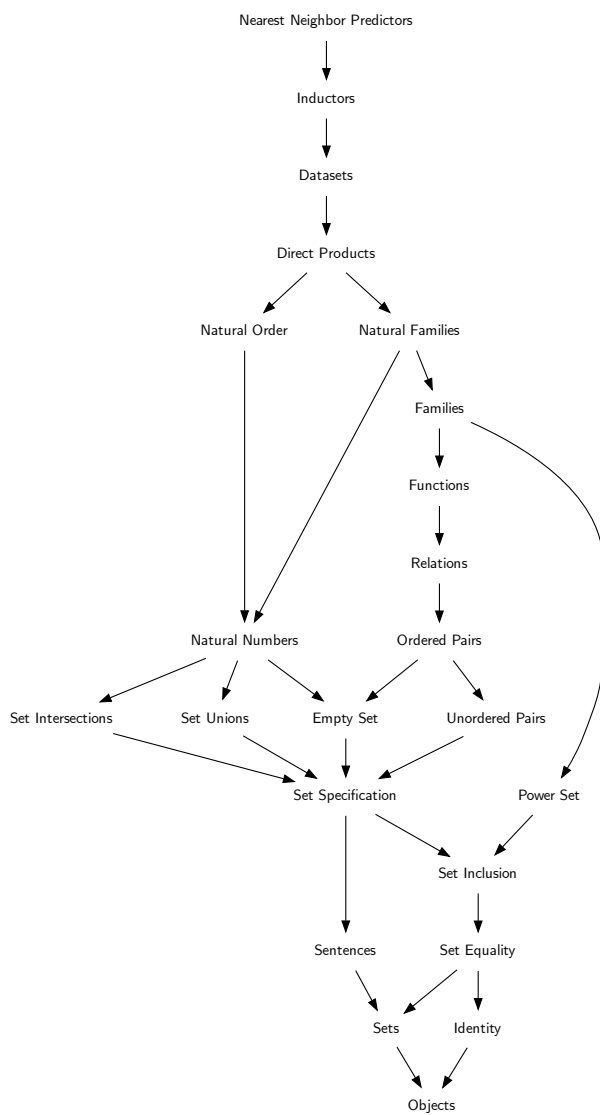 Nearest Neighbor Predictors
Inductors
Datasets
Direct Products
Natural Order
Natural Families
Families
Functions
Relations
Natural Numbers
Ordered Pairs
Set Intersections
Set Unions
Empty Set
Unordered Pairs
Set Specification
Power Set
Set Inclusion
Sentences
Set Equality
Sets
Identity
Objects